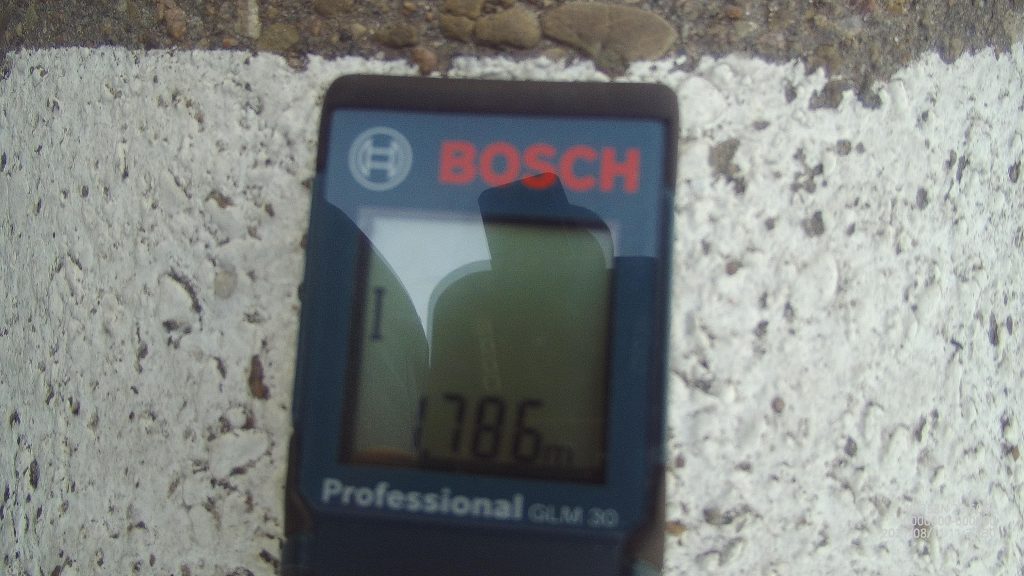 BOSCH
1.786m
Professional GLM 30